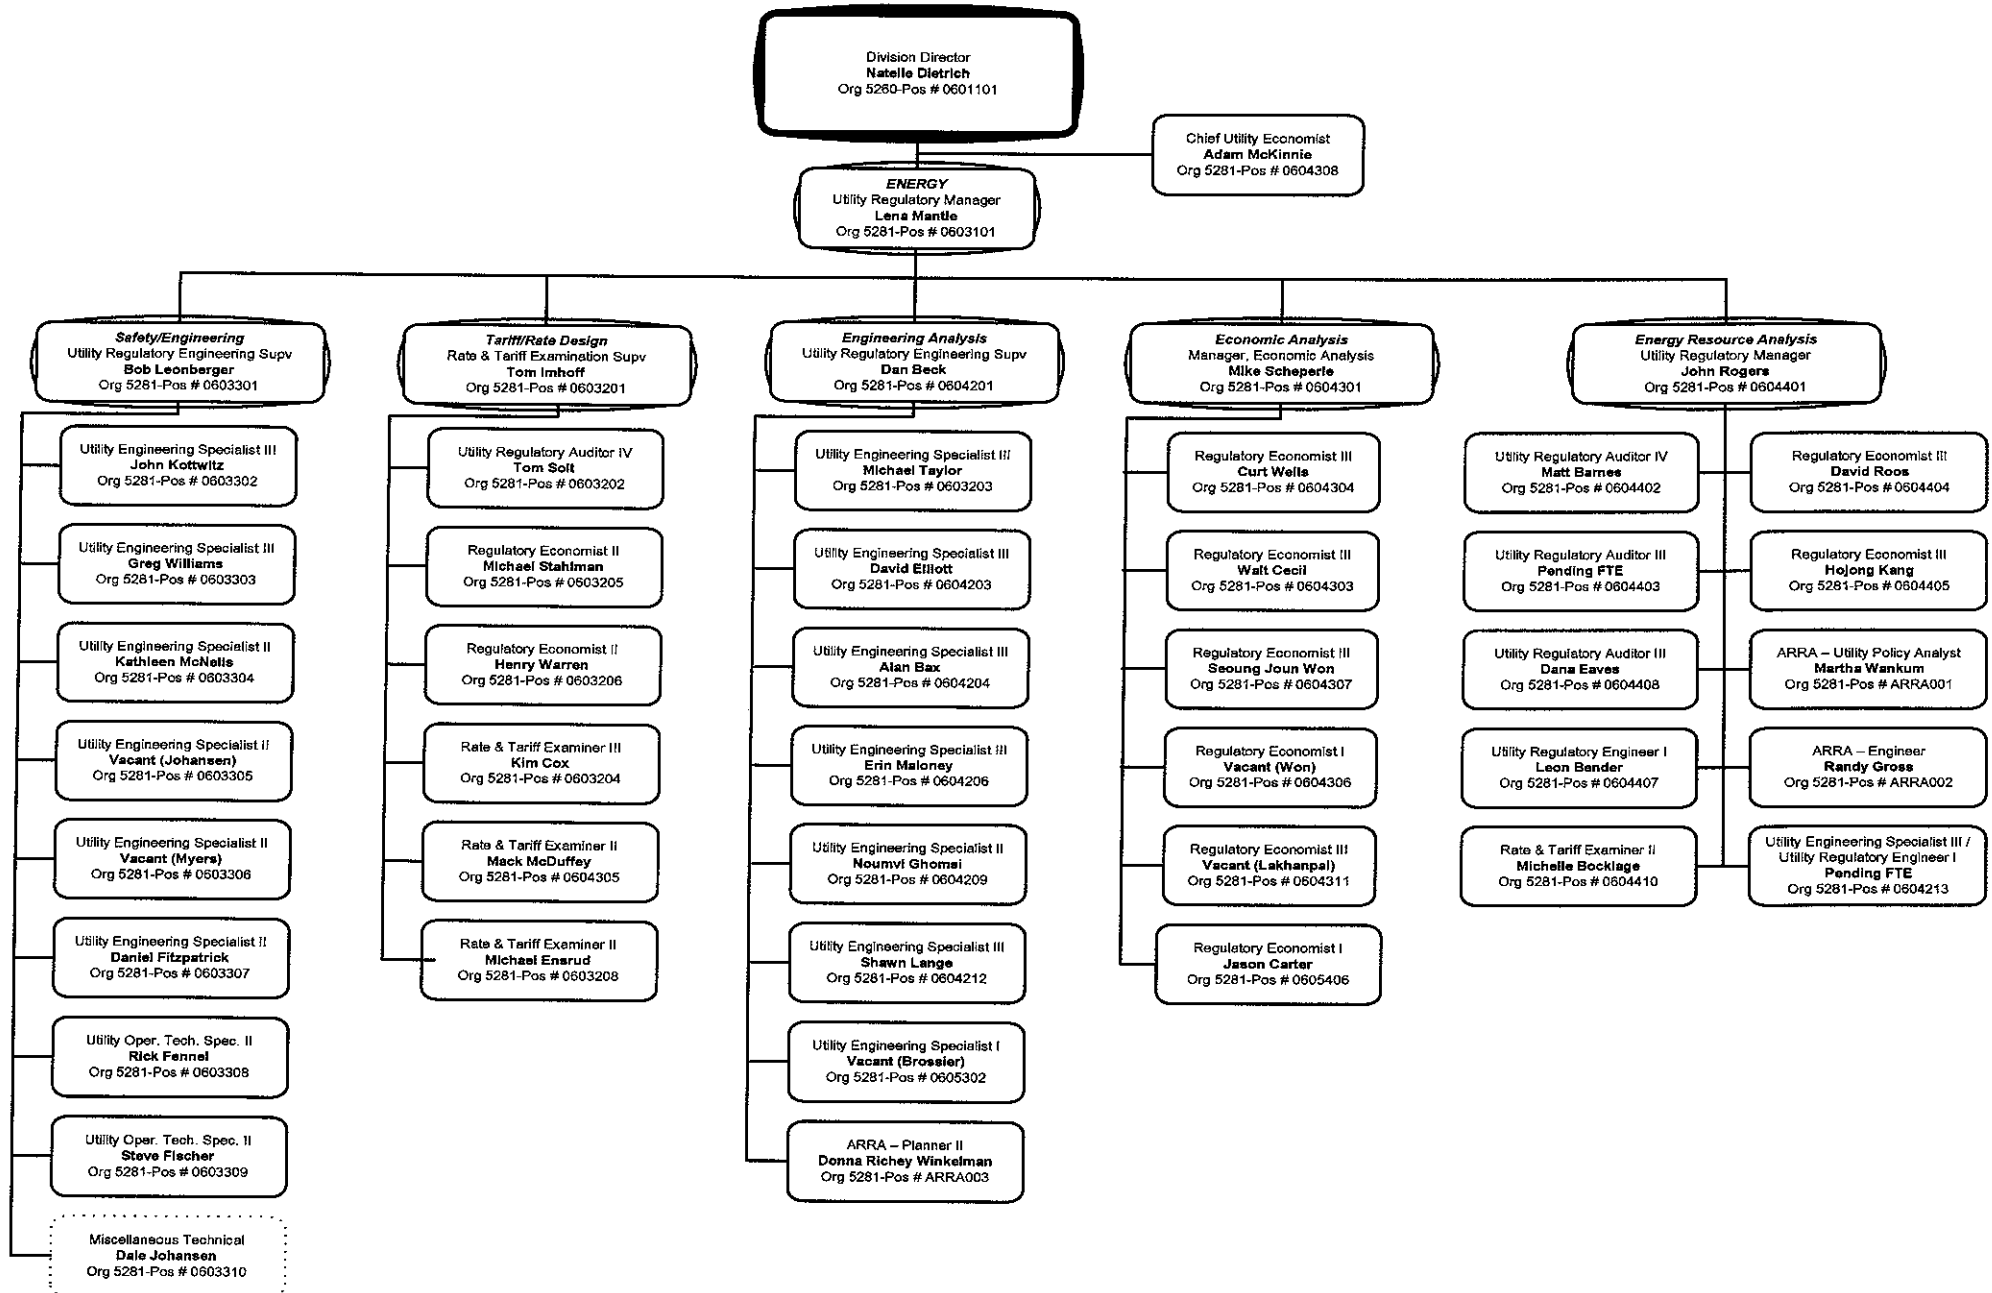 Division Director
Natelle Dietrich
Org 5260-Pos # 0601101
Chief Utility Economist
Adam McKinnie
Org 5281-Pos # 0604308
ENERGY
Utility Regulatory Manager
Lena Mantle
Org 5281-Pos # 0603101
Safety/Engineering
Utility Regulatory Engineering Supv
Bob Leonberger
Org 5281-Pos # 0603301
Utility Engineering Specialist III
John Kottwitz
Org 5281-Pos # 0603302
Utility Engineering Specialist III
Greg Williams
Org 5281-Pos # 0603303
Utility Engineering Specialist II
Kathleen McNelis
Org 5281-Pos # 0603304
Utility Engineering Specialist II
Vacant (Johansen)
Org 5281-Pos # 0603305
Utility Engineering Specialist II
Vacant (Myers)
Org 5281-Pos # 0603306
Utility Engineering Specialist II
Daniel Fitzpatrick
Org 5281-Pos # 0603307
Utility Oper. Tech. Spec. II
Rick Fennel
Org 5281-Pos # 0603308
Utility Oper. Tech. Spec. II
Steve Fischer
Org 5281-Pos # 0603309
Miscellaneous Technical
Dale Johansen
Org 5281-Pos # 0603310
Tariff/Rate Design
Rate & Tariff Examination Supv
Tom Imhoff
Org 5281-Pos # 0603201
Utility Regulatory Auditor IV
Tom Solt
Org 5281-Pos # 0603202
Regulatory Economist II
Michael Stahlman
Org 5281-Pos # 0603205
Regulatory Economist II
Henry Warren
Org 5281-Pos # 0603206
Rate & Tariff Examiner III
Kim Cox
Org 5281-Pos # 0603204
Rate & Tariff Examiner II
Mack McDuffey
Org 5281-Pos # 0604305
Rate & Tariff Examiner II
Michael Ensrud
Org 5281-Pos # 0603208
Engineering Analysis
Utility Regulatory Engineering Supv
Dan Beck
Org 5281-Pos # 0604201
Utility Engineering Specialist III
Michael Taylor
Org 5281-Pos # 0603203
Utility Engineering Specialist III
David Elliott
Org 5281-Pos # 0604203
Utility Engineering Specialist III
Alan Bax
Org 5281-Pos # 0604204
Utility Engineering Specialist III
Erin Maloney
Org 5281-Pos # 0604206
Utility Engineering Specialist II
Noumvi Ghomsi
Org 5281-Pos # 0604209
Utility Engineering Specialist III
Shawn Lange
Org 5281-Pos # 0604212
Utility Engineering Specialist I
Vacant (Brossier)
Org 5281-Pos # 0605302
ARRA – Planner II
Donna Richey Winkelman
Org 5281-Pos # ARRA003
Economic Analysis
Manager, Economic Analysis
Mike Scheperle
Org 5281-Pos # 0604301
Regulatory Economist III
Curt Wells
Org 5281-Pos # 0604304
Regulatory Economist III
Walt Cecil
Org 5281-Pos # 0604303
Regulatory Economist III
Seoung Joun Won
Org 5281-Pos # 0604307
Regulatory Economist I
Vacant (Won)
Org 5281-Pos # 0604306
Regulatory Economist III
Vacant (Lakhanpal)
Org 5281-Pos # 0604311
Regulatory Economist I
Jason Carter
Org 5281-Pos # 0605406
Energy Resource Analysis
Utility Regulatory Manager
John Rogers
Org 5281-Pos # 0604401
Utility Regulatory Auditor IV
Matt Barnes
Org 5281-Pos # 0604402
Utility Regulatory Auditor III
Pending FTE
Org 5281-Pos # 0604403
Utility Regulatory Auditor III
Dana Eaves
Org 5281-Pos # 0604408
Utility Regulatory Engineer I
Leon Bender
Org 5281-Pos # 0604407
Rate & Tariff Examiner II
Michelle Bocklage
Org 5281-Pos # 0604410
Regulatory Economist III
David Roos
Org 5281-Pos # 0604404
Regulatory Economist III
Hojong Kang
Org 5281-Pos # 0604405
ARRA – Utility Policy Analyst
Martha Wankum
Org 5281-Pos # ARRA001
ARRA – Engineer
Randy Gross
Org 5281-Pos # ARRA002
Utility Engineering Specialist III /
Utility Regulatory Engineer I
Pending FTE
Org 5281-Pos # 0604213